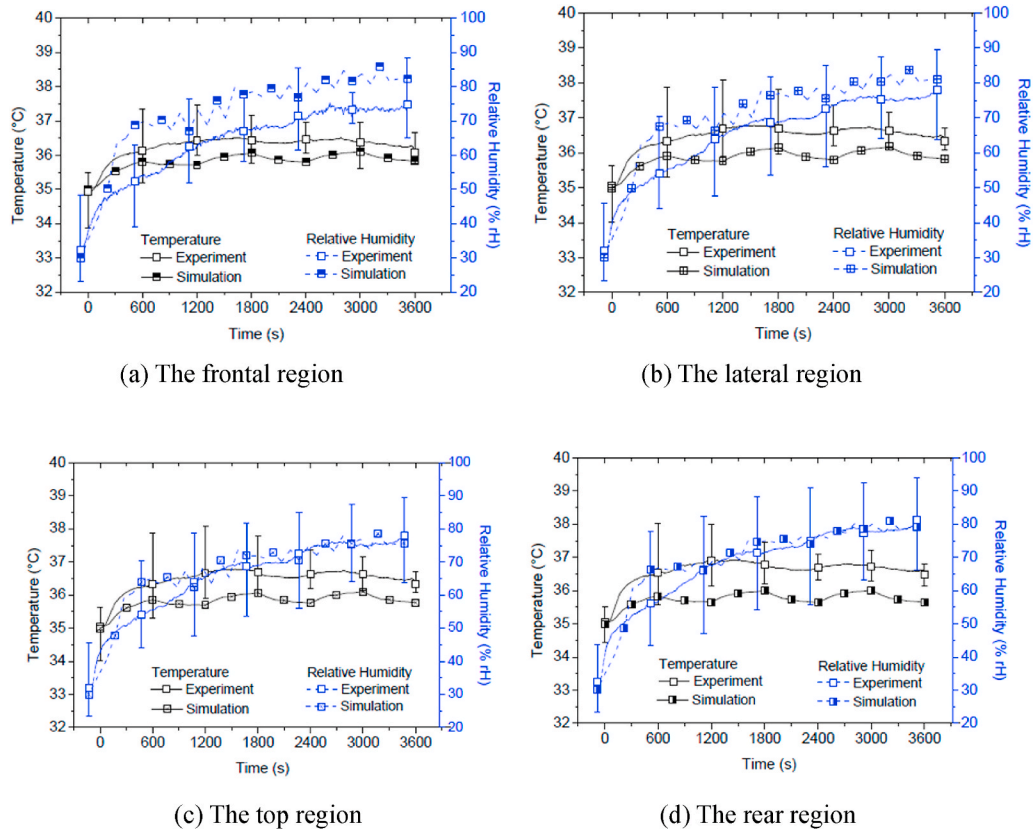 40
39
38
37
36
35
34
33
32
Temperature (°C)
100
90
80
70
60
50
40
30
20
Relative Humidity (% rH)
Temperature
Experiment
Simulation
Relative Humidity
Experiment
Simulation
0 600 1200 1800 2400 3000 3600
Time (s)
(a) The frontal region
40
39
38
37
36
35
34
33
32
Temperature (°C)
100
90
80
70
60
50
40
30
20
Relative Humidity (% rH)
Temperature
Experiment
Simulation
Relative Humidity
Experiment
Simulation
0 600 1200 1800 2400 3000 3600
Time (s)
(b) The lateral region
40
39
38
37
36
35
34
33
32
Temperature (°C)
100
90
80
70
60
50
40
30
20
Relative Humidity (% rH)
Temperature
Experiment
Simulation
Relative Humidity
Experiment
Simulation
0 600 1200 1800 2400 3000 3600
Time (s)
(c) The top region
40
39
38
37
36
35
34
33
32
Temperature (°C)
100
90
80
70
60
50
40
30
20
Relative Humidity (% rH)
Temperature
Experiment
Simulation
Relative Humidity
Experiment
Simulation
0 600 1200 1800 2400 3000 3600
Time (s)
(d) The rear region